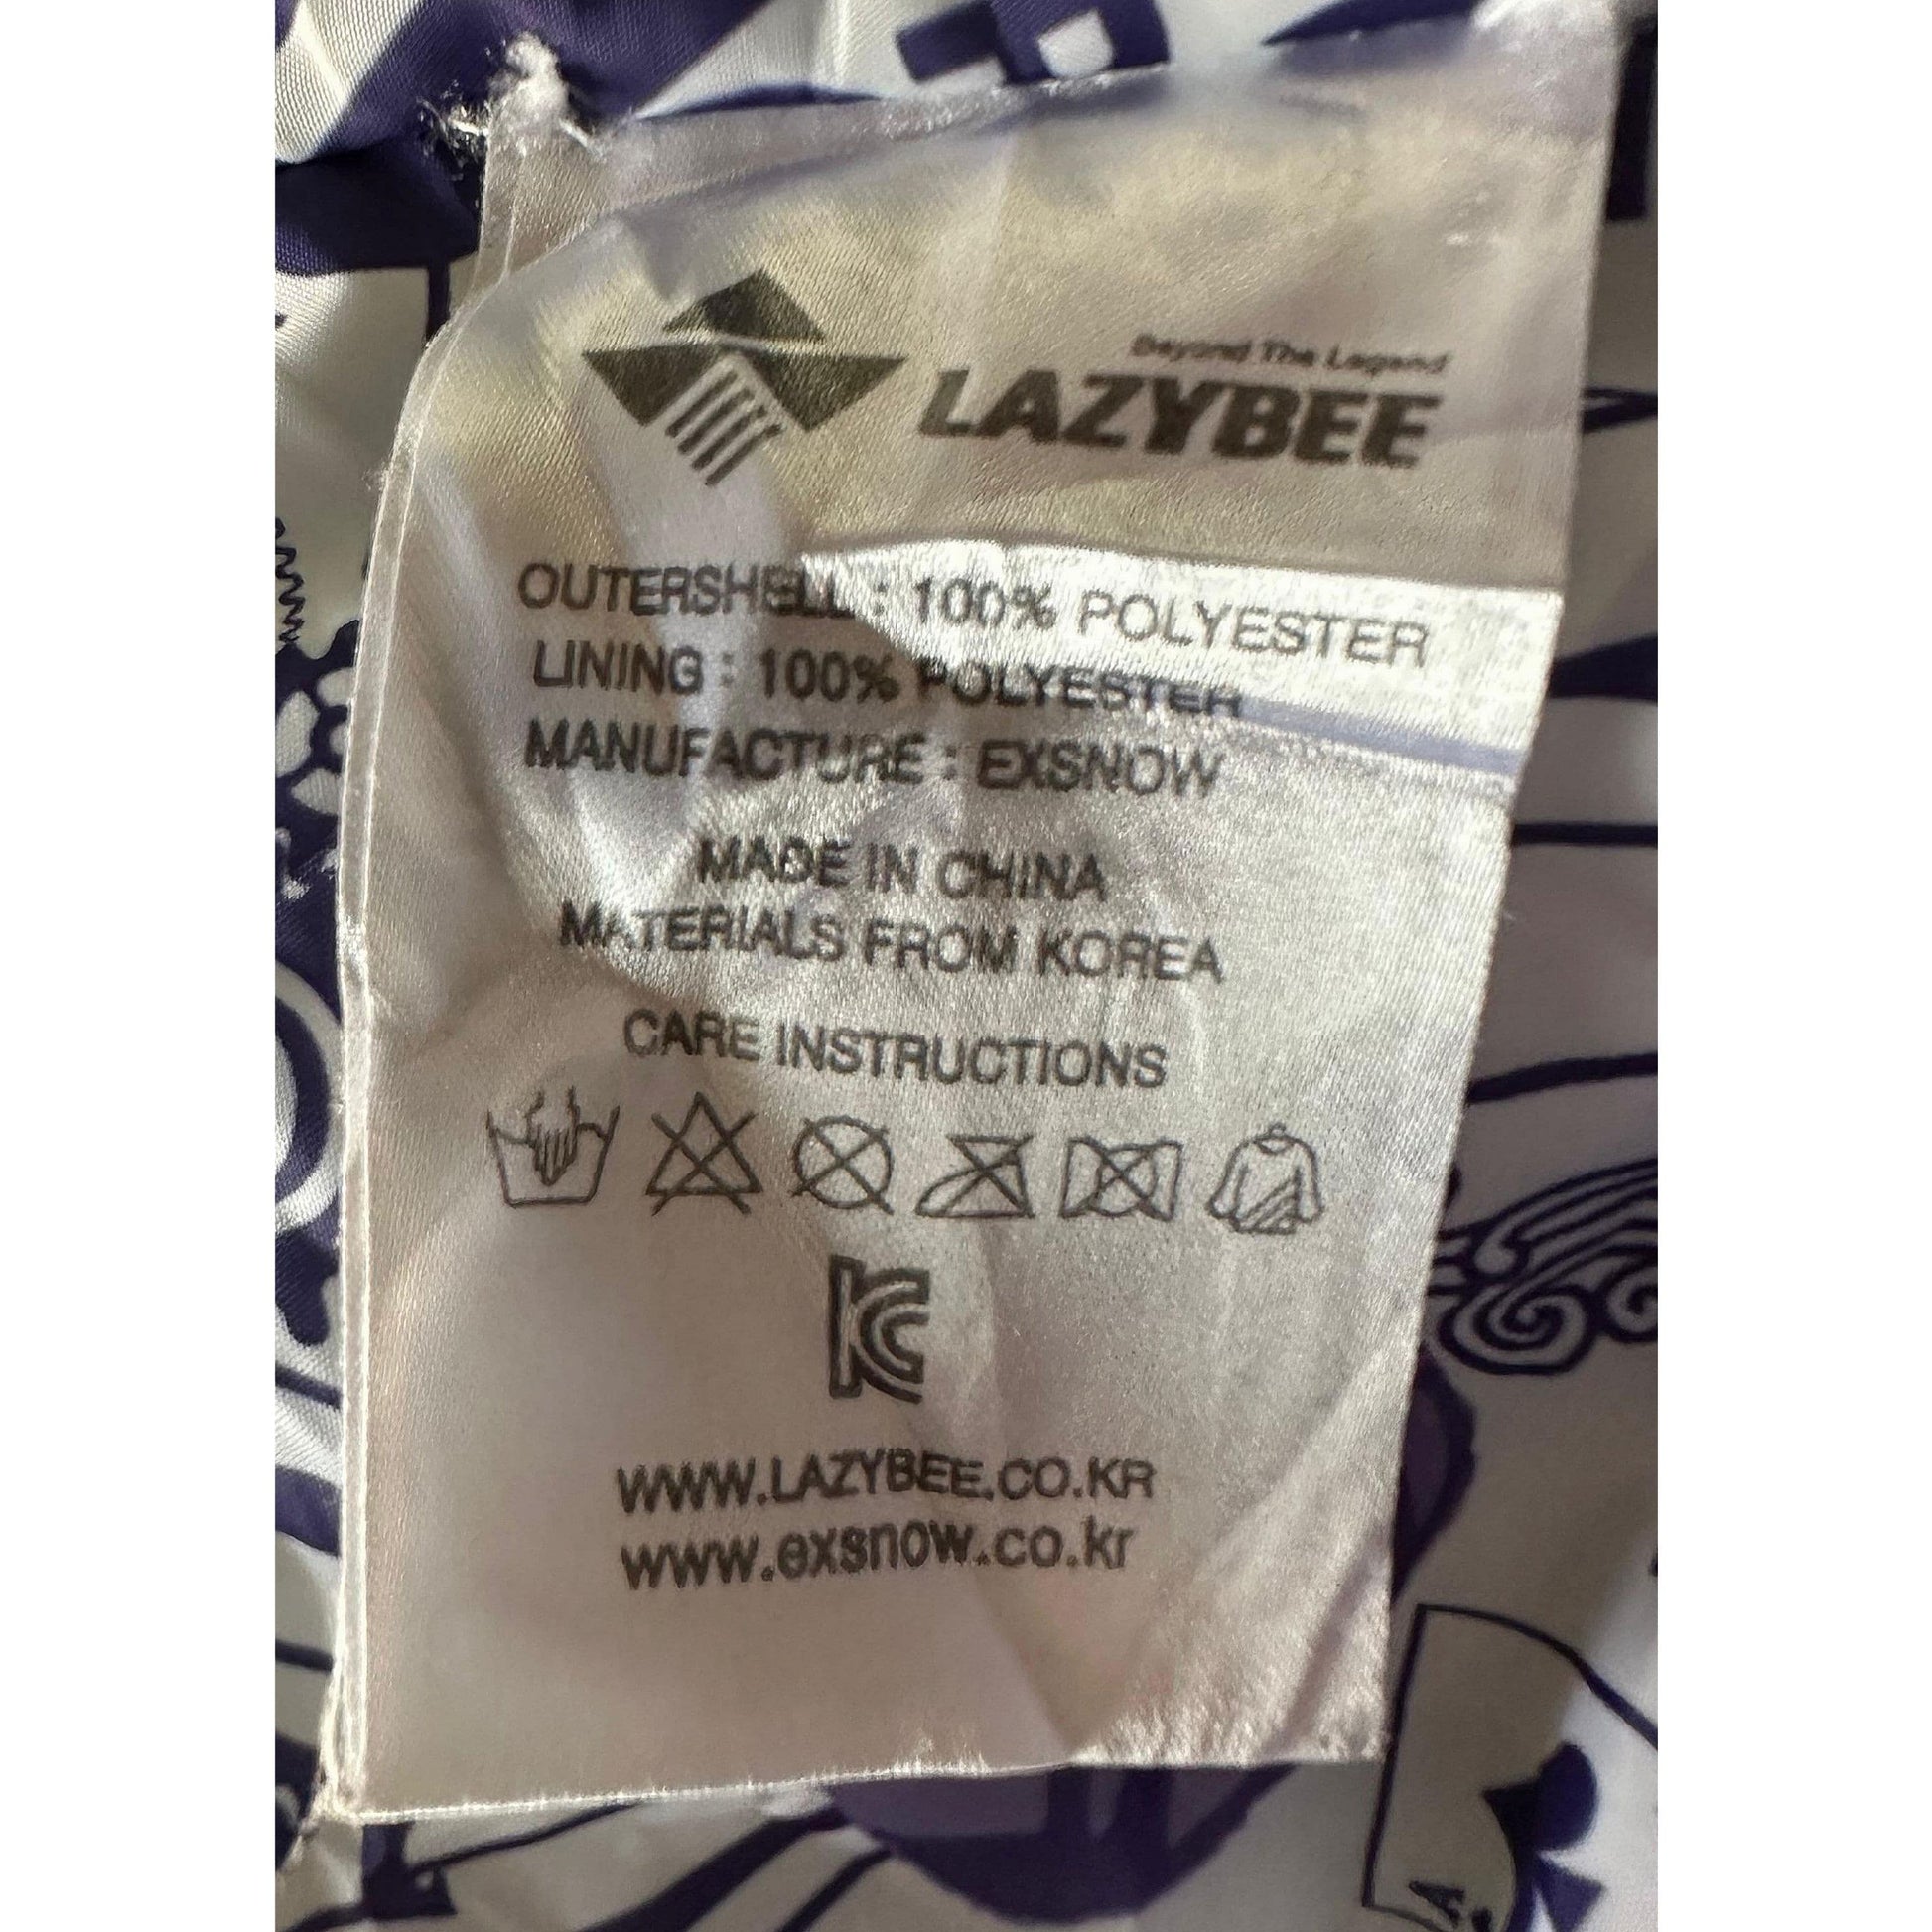 Beyond The Legend
LAZYBEE
OUTERSHELL : 100% POLYESTER
LINING : 100% POLYESTER
MANUFACTURE : EXSNOW
MADE IN CHINA
MATERIALS FROM KOREA
CARE INSTRUCTIONS
KC
WWW.LAZYBEE.CO.KR
www.exsnow.co.kr
A